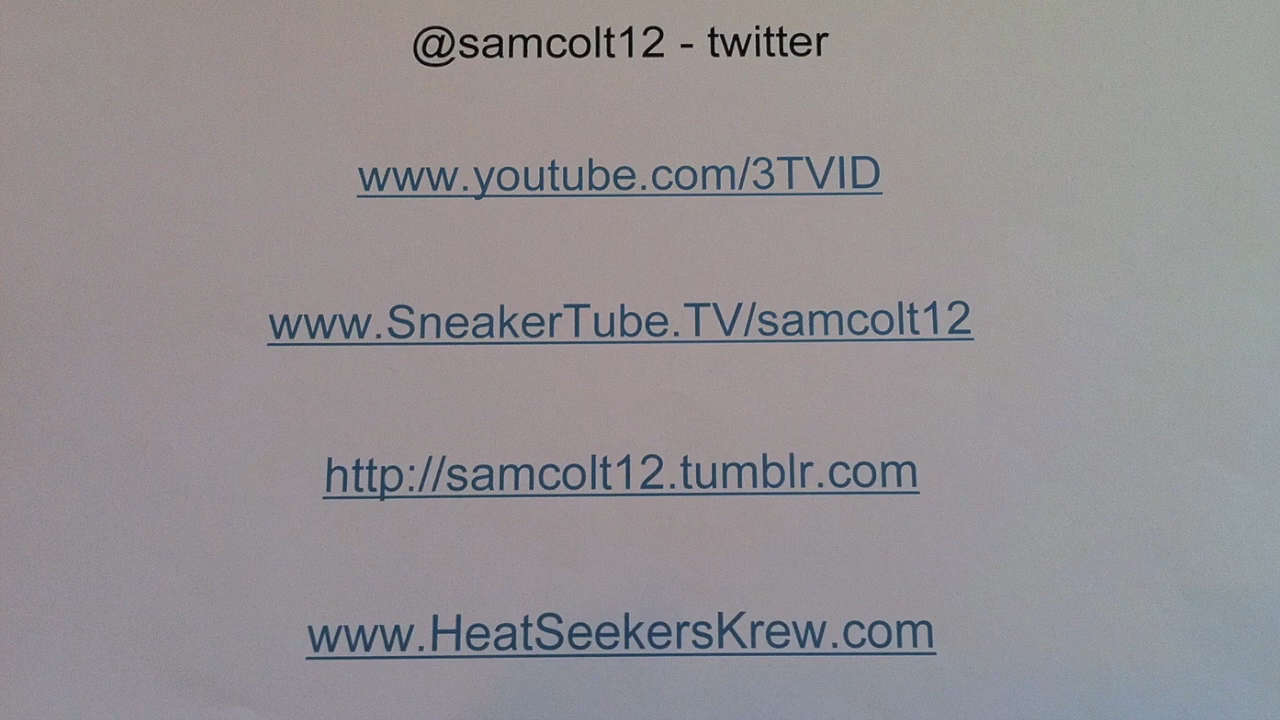 @samcolt12 - twitter
www.youtube.com/3TVID
www.SneakerTube.TV/samcolt12
http://samcolt12.tumblr.com
www.HeatSeekersKrew.com